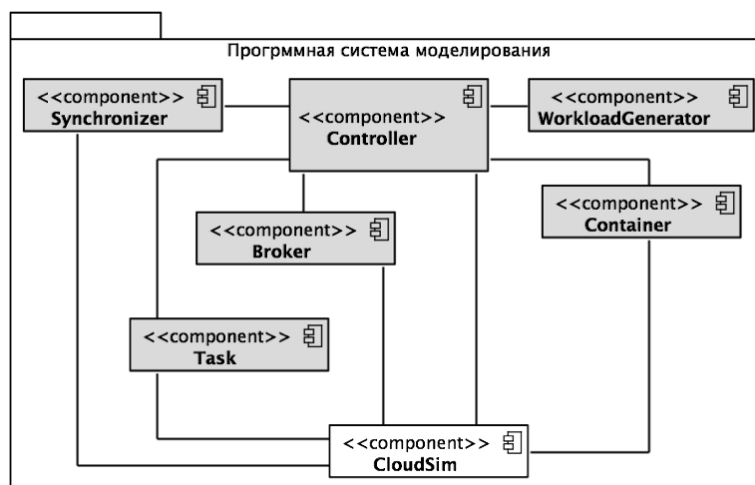 Прогрммная система моделирования
<<component>>
Synchronizer
<<component>>
Controller
<<component>>
WorkloadGenerator
<<component>>
Broker
<<component>>
Container
<<component>>
Task
<<component>>
CloudSim